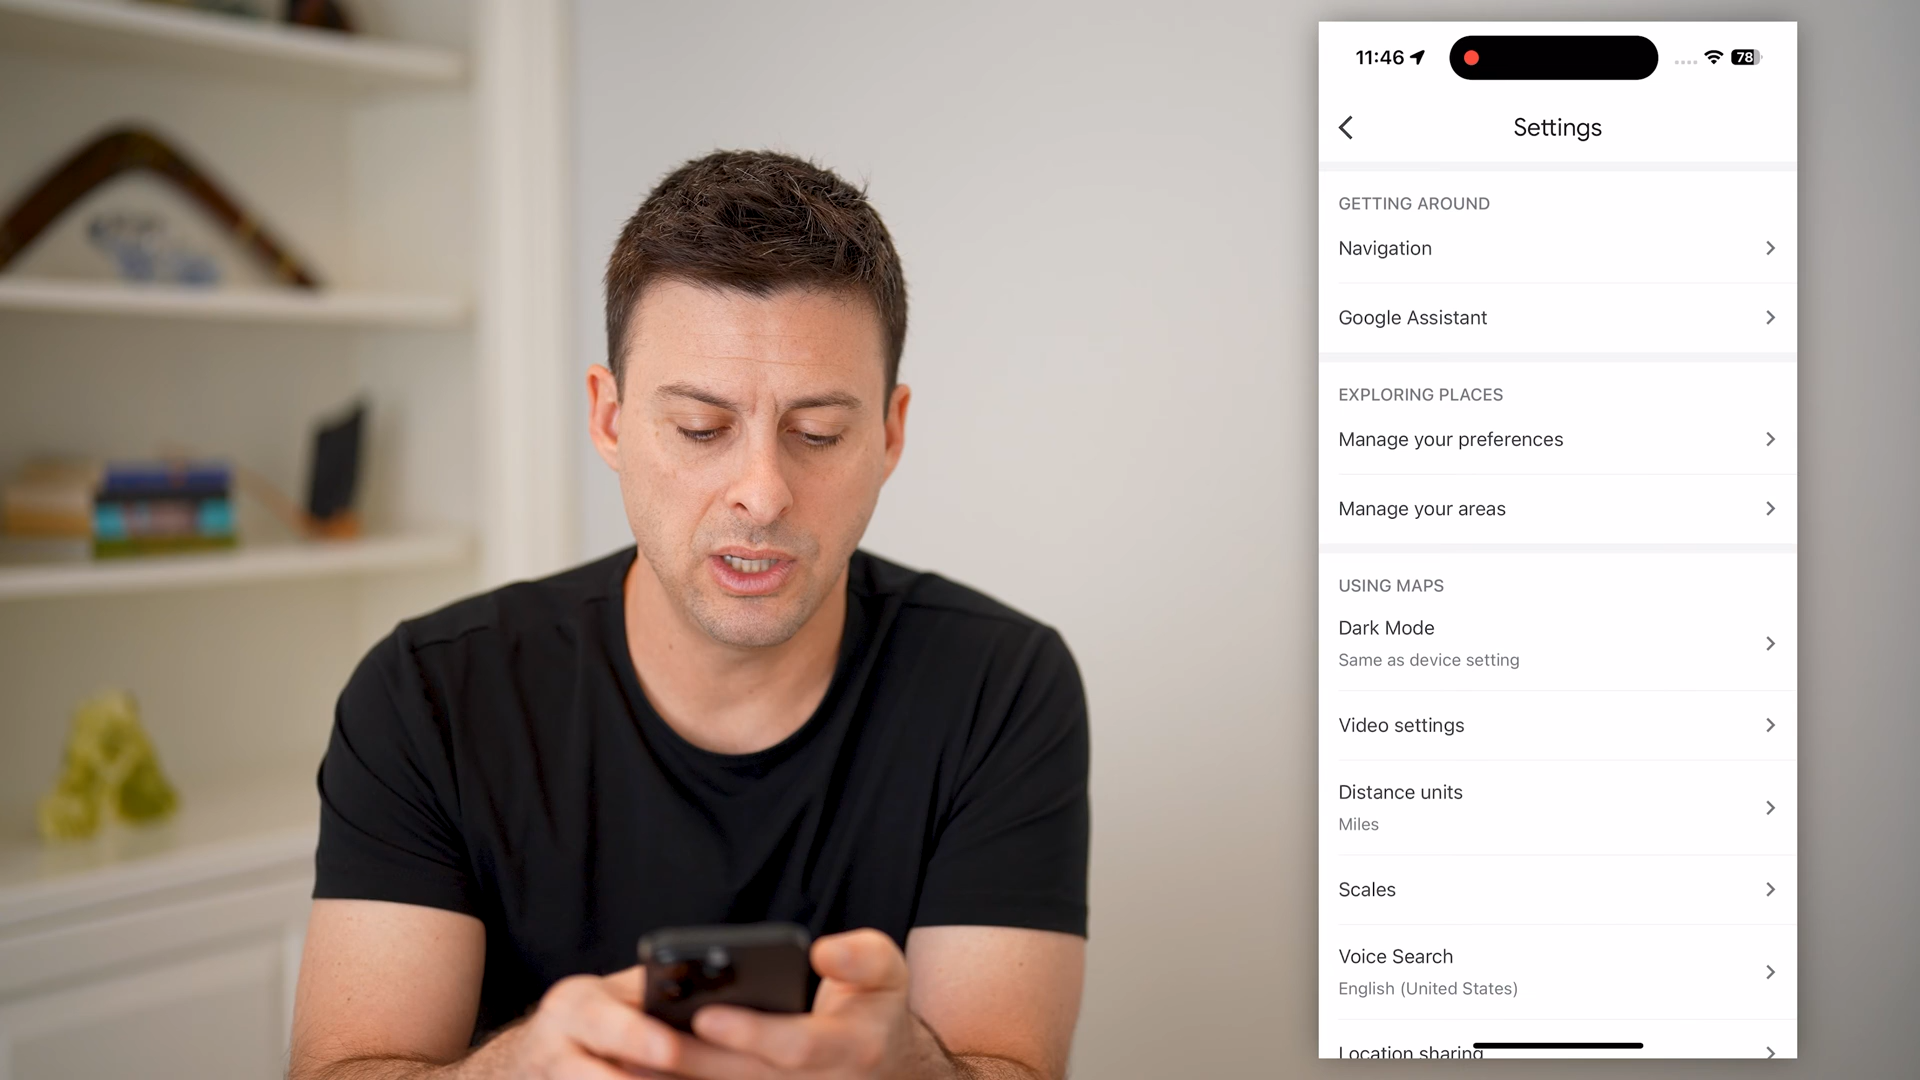 11:46
78
Settings
GETTING AROUND
Navigation
Google Assistant
EXPLORING PLACES
Manage your preferences
Manage your areas
USING MAPS
Dark Mode
Same as device setting
Video settings
Distance units
Miles
Scales
Voice Search
English (United States)
Location sharing